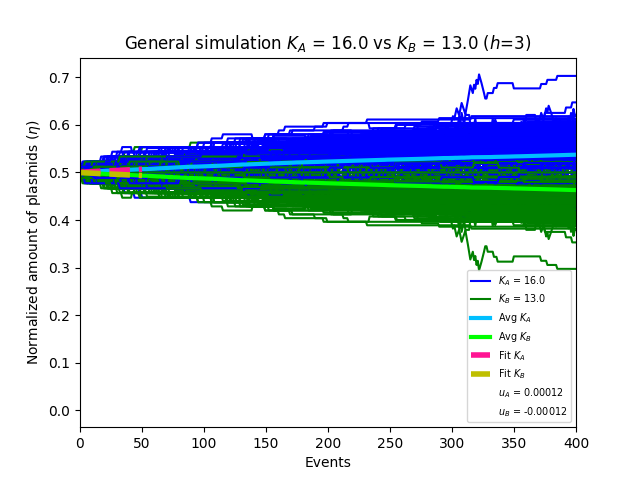 General simulation K_A = 16.0 vs K_B = 13.0 (h=3)
Normalized amount of plasmids (η)
0.7
0.6
0.5
0.4
0.3
0.2
0.1
0.0
K_A = 16.0
K_B = 13.0
Avg K_A
Avg K_B
Fit K_A
Fit K_B
u_A = 0.00012
u_B = -0.00012
0 50 100 150 200 250 300 350 400
Events